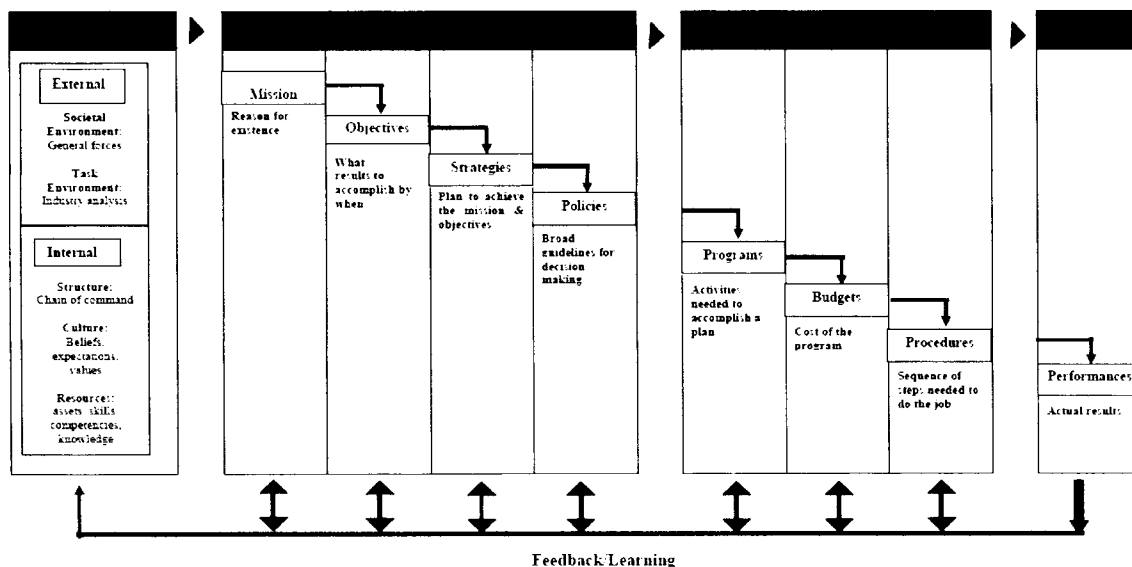 External
Societal
Environment:
General forces
Task
Environment:
Industry analysis
Internal
Structure:
Chain of command
Culture:
Beliefs,
expectations,
values
Resources:
assets, skills
competencies,
knowledge
Mission
Reason for
existence
Objectives
What
results to
accomplish by
when
Strategies
Plan to achieve
the mission &
objectives
Policies
Broad
guidelines for
decision
making
Programs
Activities
needed to
accomplish a
plan
Budgets
Cost of the
program
Procedures
Sequence of
steps needed to
do the job
Performances
Actual results
Feedback/Learning